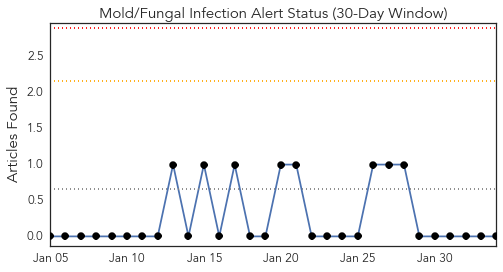 Mold/Fungal Infection Alert Status (30-Day Window)
Articles Found
2.5
2.0
1.5
1.0
0.5
0.0
Jan 05 Jan 10 Jan 15 Jan 20 Jan 25 Jan 30